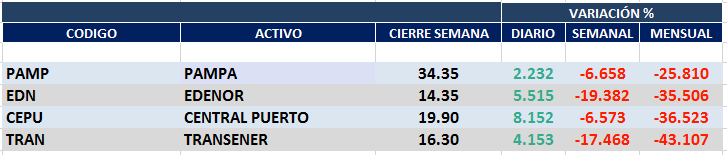 VARIACIÓN %
CODIGO ACTIVO CIERRE SEMANA DIARIO SEMANAL MENSUAL
PAMP PAMPA 34.35 2.232 -6.658 -25.810
EDN EDENOR 14.35 5.515 -19.382 -35.506
CEPU CENTRAL PUERTO 19.90 8.152 -6.573 -36.523
TRAN TRANSENER 16.30 4.153 -17.468 -43.107